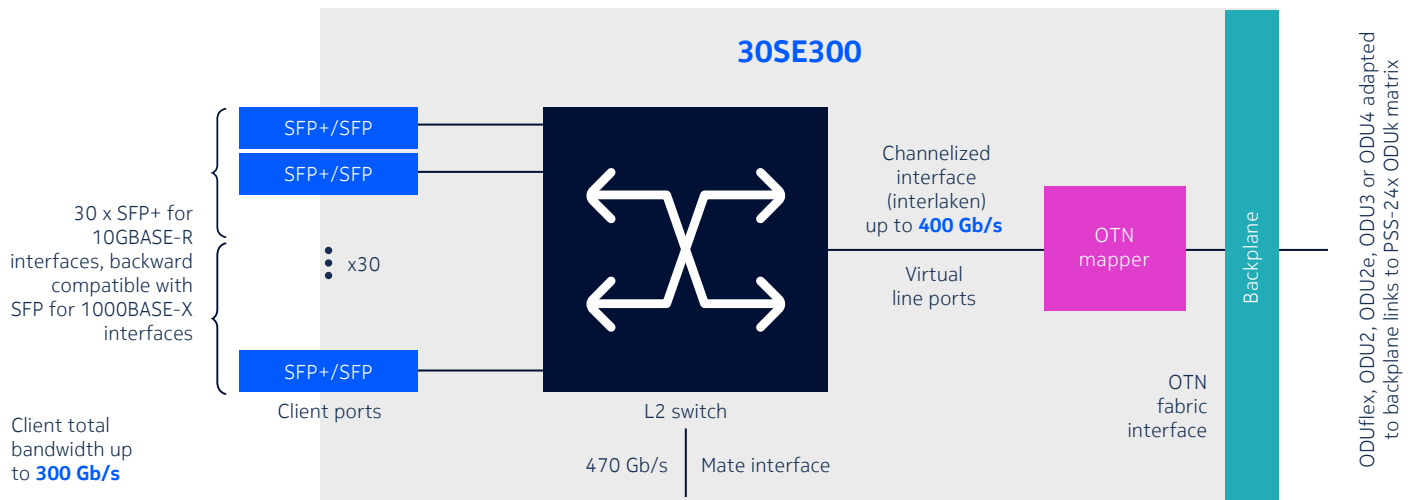 30SE300
SFP+/SFP
SFP+/SFP
30 x SFP+ for
10GBASE-R
interfaces, backward
compatible with
SFP for 1000BASE-X
interfaces
x30
SFP+/SFP
Client ports
Client total
bandwidth up
to 300 Gb/s
L2 switch
470 Gb/s
Mate interface
Channelized
interface
(interlaken)
up to 400 Gb/s
Virtual
line ports
OTN
mapper
OTN
fabric
interface
Backplane
ODUflex, ODU2, ODU2e, ODU3 or ODU4 adapted
to backplane links to PSS-24x ODUk matrix